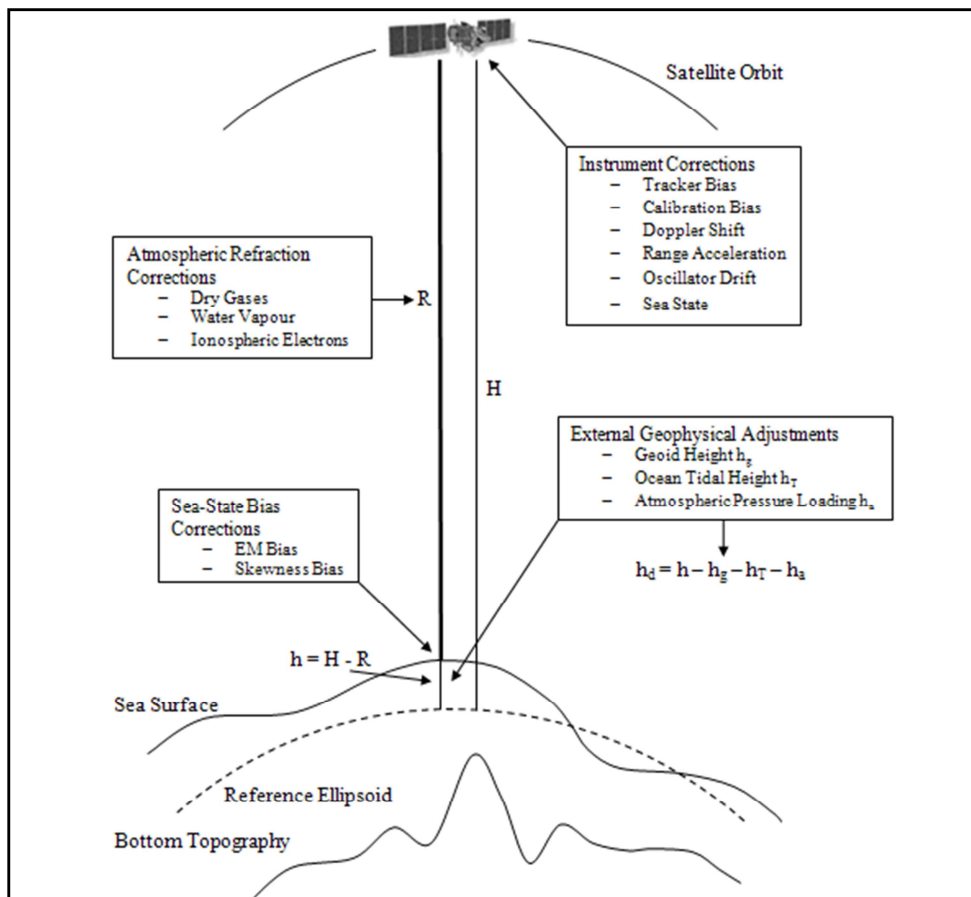 Satellite Orbit
Instrument Corrections
– Tracker Bias
– Calibration Bias
– Doppler Shift
– Range Acceleration
– Oscillator Drift
– Sea State
Atmospheric Refraction
Corrections
– Dry Gases
– Water Vapour
– Ionospheric Electrons
R
H
External Geophysical Adjustments
– Geoid Height hg
– Ocean Tidal Height hT
– Atmospheric Pressure Loading ha
Sea-State Bias
Corrections
– EM Bias
– Skewness Bias
hd = h – hg – hT – ha
h = H - R
Sea Surface
Reference Ellipsoid
Bottom Topography